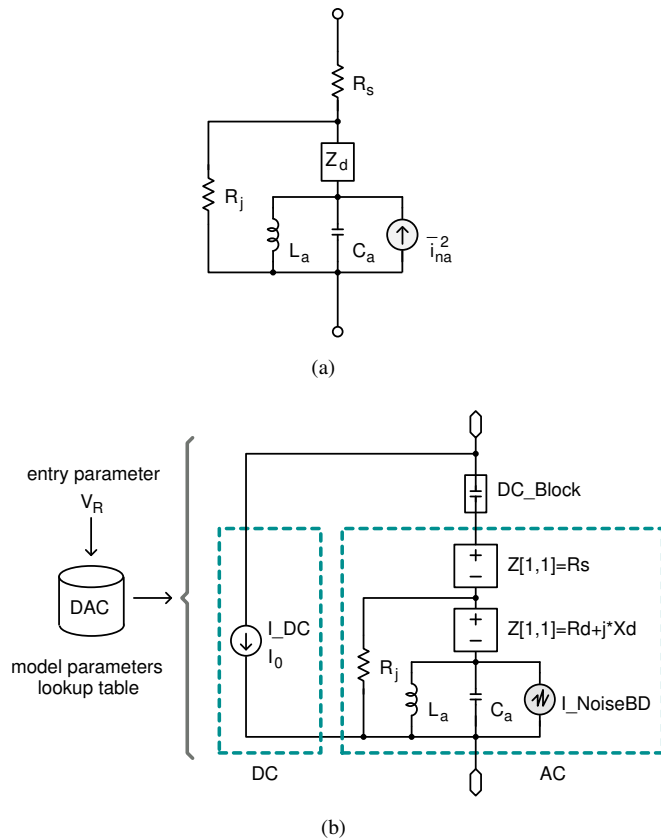 R_s
Z_d
R_j
L_a
C_a
i̅_na^2
(a)
entry parameter
V_R
DAC
model parameters
lookup table
DC_Block
Z[1,1]=Rs
I_DC
I_0
Z[1,1]=Rd+j*Xd
R_j
L_a
C_a
I_NoiseBD
DC
AC
(b)